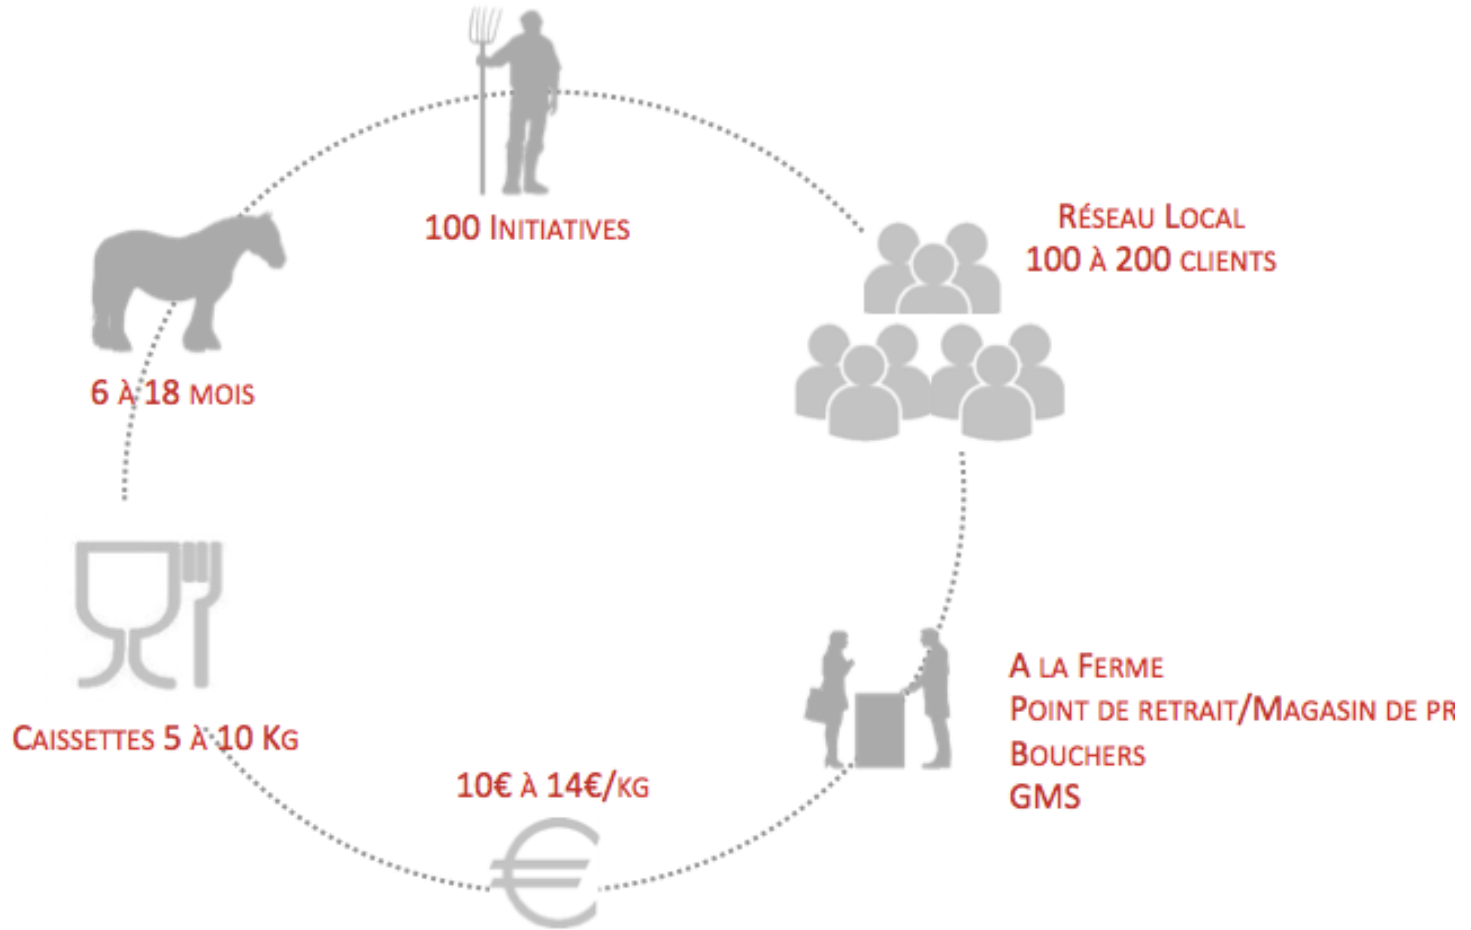 100 Initiatives
Réseau Local
100 à 200 clients
6 à 18 mois
A la Ferme
Point de retrait/Magasin de
Bouchers
GMS
Caissettes 5 à 10 Kg
10€ à 14€/kg